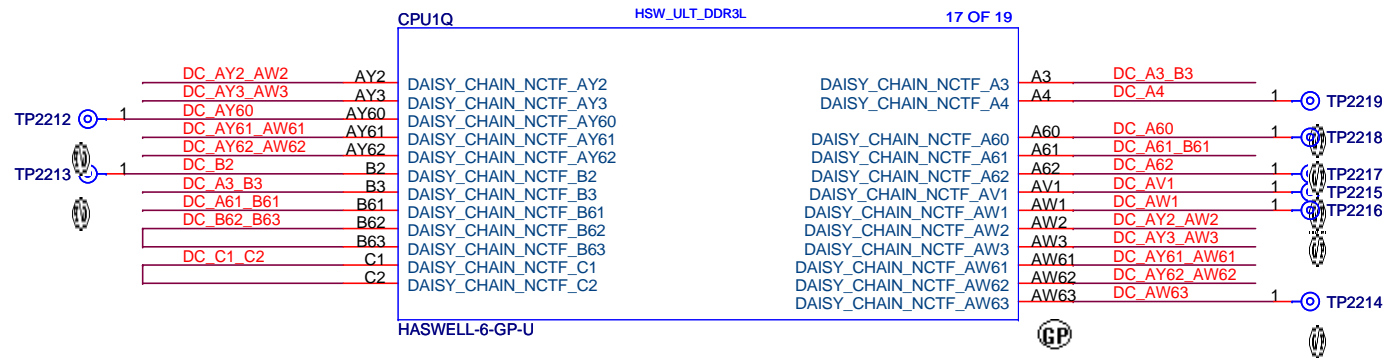 CPU1Q HSW_ULT_DDR3L 17 OF 19
DC_AY2_AW2 AY2 DAISY_CHAIN_NCTF_AY2
DC_AY3_AW3 AY3 DAISY_CHAIN_NCTF_AY3
TP2212 1 DC_AY60 AY60 DAISY_CHAIN_NCTF_AY60
DC_AY61_AW61 AY61 DAISY_CHAIN_NCTF_AY61
DC_AY62_AW62 AY62 DAISY_CHAIN_NCTF_AY62
TP2213 1 DC_B2 B2 DAISY_CHAIN_NCTF_B2
DC_A3_B3 B3 DAISY_CHAIN_NCTF_B3
DC_A61_B61 B61 DAISY_CHAIN_NCTF_B61
DC_B62_B63 B62 DAISY_CHAIN_NCTF_B62
B63 DAISY_CHAIN_NCTF_B63
DC_C1_C2 C1 DAISY_CHAIN_NCTF_C1
C2 DAISY_CHAIN_NCTF_C2
DAISY_CHAIN_NCTF_A3 A3 DC_A3_B3
DAISY_CHAIN_NCTF_A4 A4 DC_A4 1 TP2219
DAISY_CHAIN_NCTF_A60 A60 DC_A60 1 TP2218
DAISY_CHAIN_NCTF_A61 A61 DC_A61_B61
DAISY_CHAIN_NCTF_A62 A62 DC_A62 1 TP2217
DAISY_CHAIN_NCTF_AV1 AV1 DC_AV1 1 TP2215
DAISY_CHAIN_NCTF_AW1 AW1 DC_AW1 1 TP2216
DAISY_CHAIN_NCTF_AW2 AW2 DC_AY2_AW2
DAISY_CHAIN_NCTF_AW3 AW3 DC_AY3_AW3
DAISY_CHAIN_NCTF_AW61 AW61 DC_AY61_AW61
DAISY_CHAIN_NCTF_AW62 AW62 DC_AY62_AW62
DAISY_CHAIN_NCTF_AW63 AW63 DC_AW63 1 TP2214
HASWELL-6-GP-U
GP